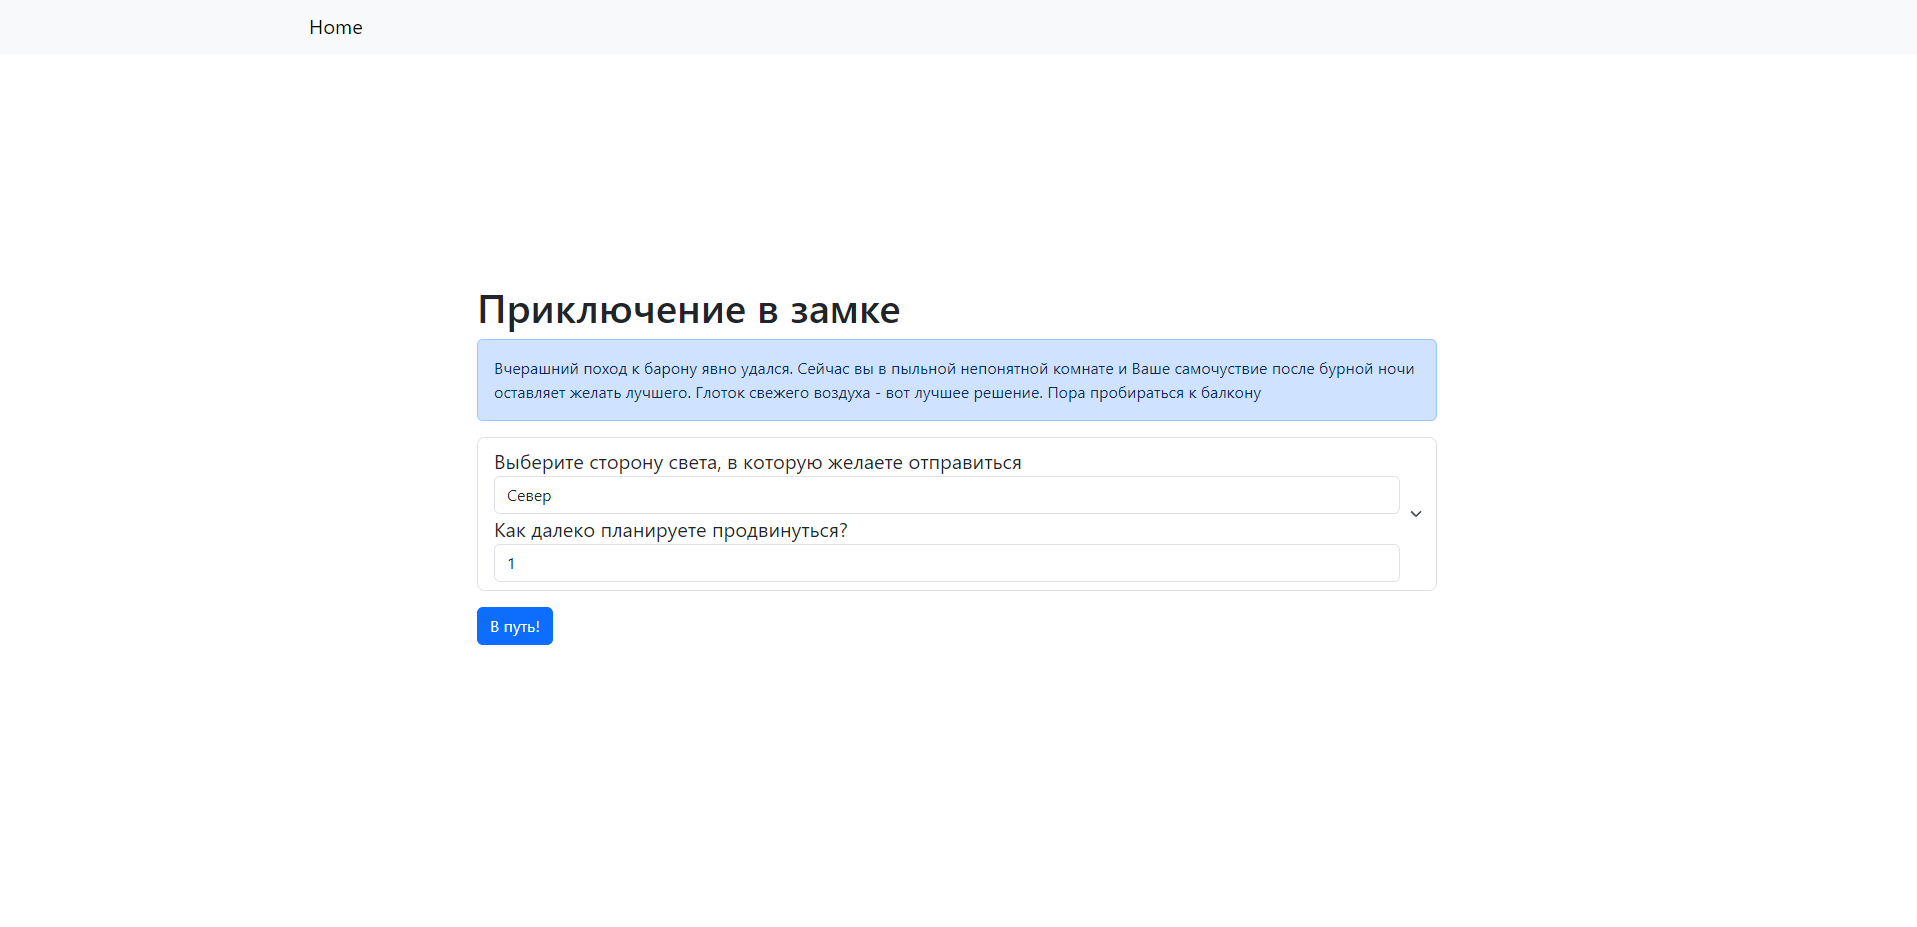 Home
Приключение в замке
Вчерашний поход к барону явно удался. Сейчас вы в пыльной непонятной комнате и Ваше самочуствие после бурной ночи
оставляет желать лучшего. Глоток свежего воздуха - вот лучшее решение. Пора пробираться к балкону
Выберите сторону света, в которую желаете отправиться
Север
Как далеко планируете продвинуться?
1
В путь!